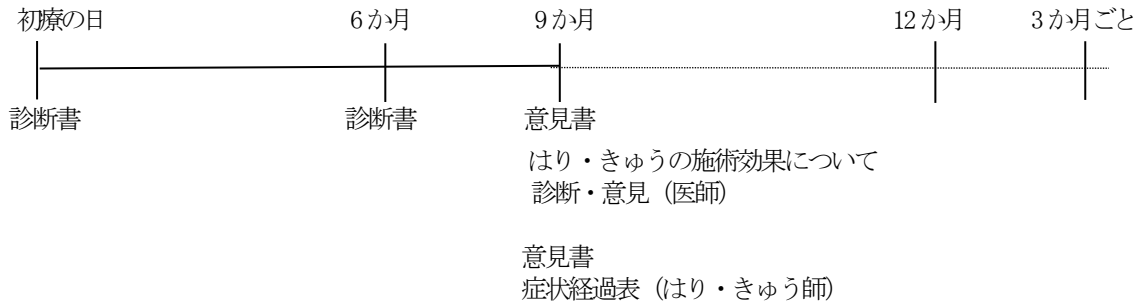 初療の日 6か月 9か月 12か月 3か月ごと
診断書 診断書 意見書
はり・きゅうの施術効果について
診断・意見（医師）
意見書
症状経過表（はり・きゅう師）